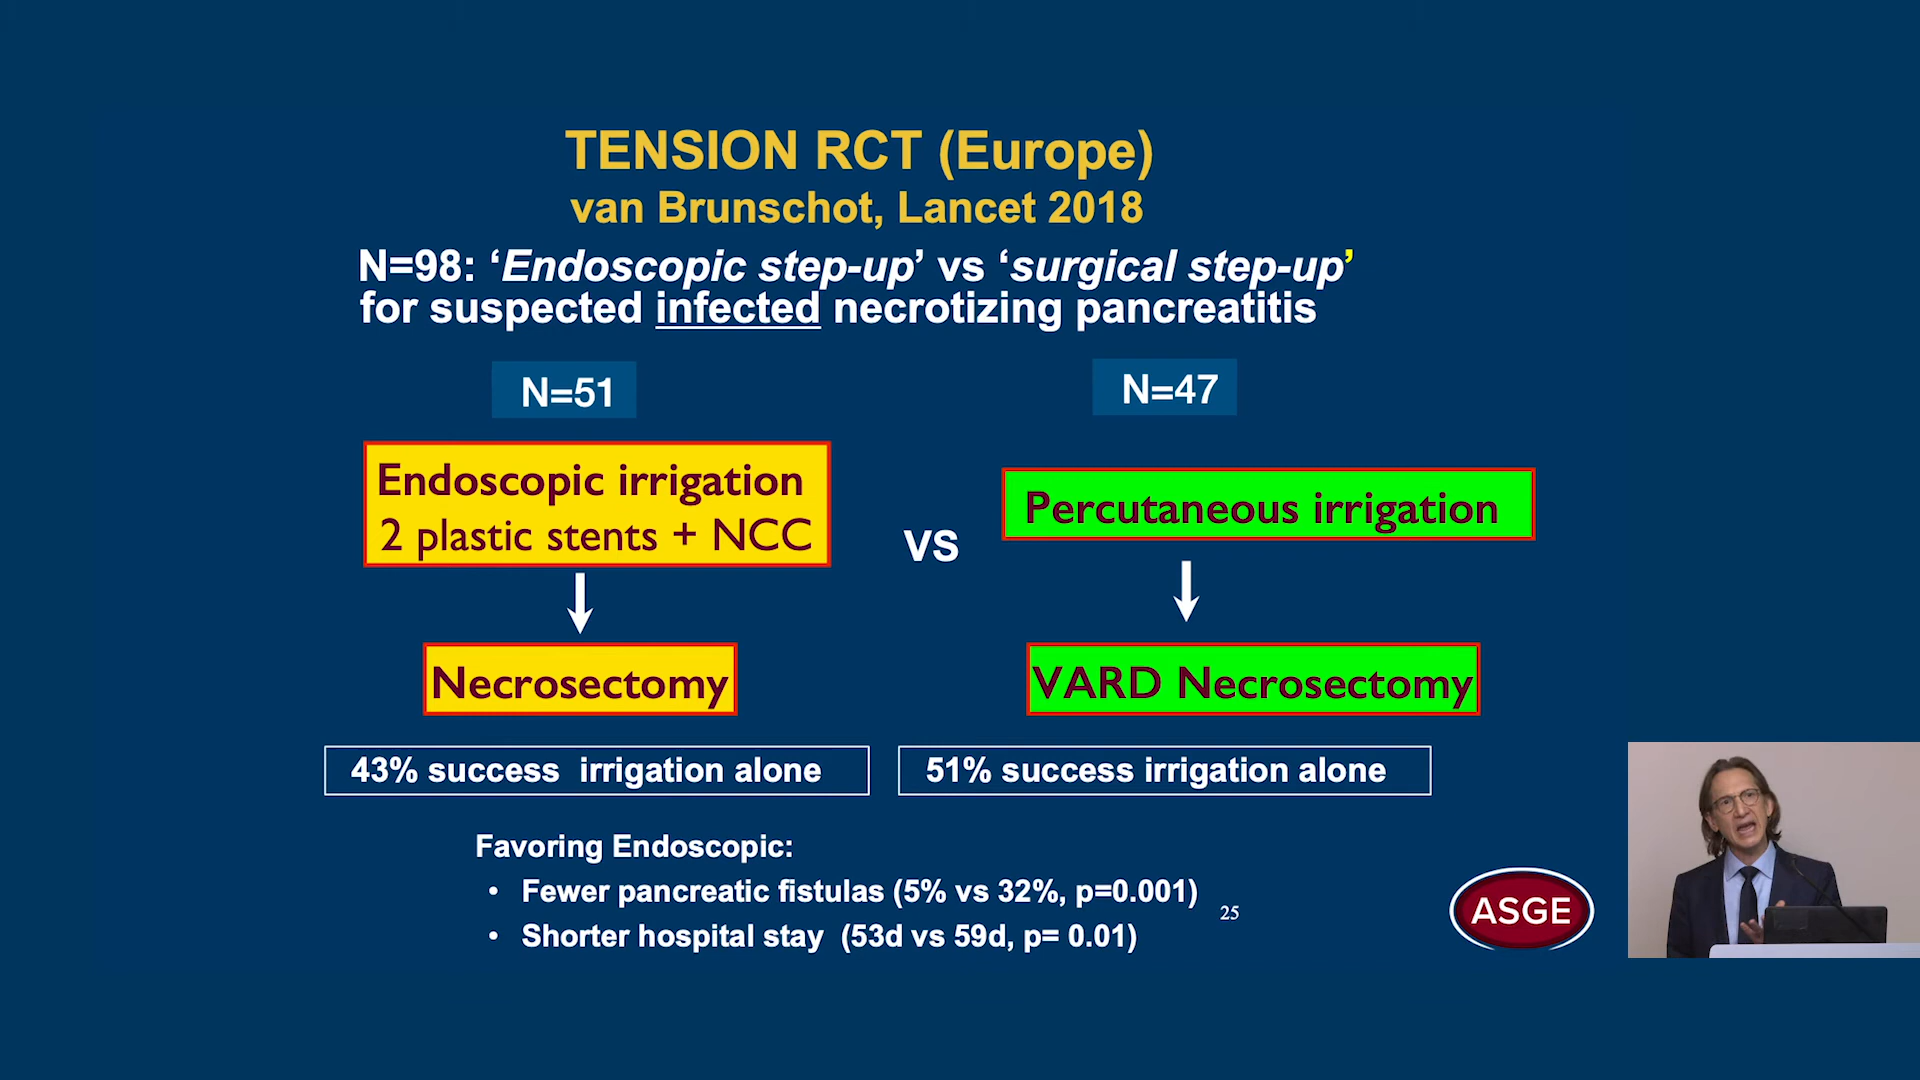 TENSION RCT (Europe)
van Brunschot, Lancet 2018
N=98: ‘Endoscopic step-up’ vs ‘surgical step-up’
for suspected infected necrotizing pancreatitis
N=51
N=47
Endoscopic irrigation
2 plastic stents + NCC
VS
Percutaneous irrigation
Necrosectomy
VARD Necrosectomy
43% success irrigation alone
51% success irrigation alone
Favoring Endoscopic:
• Fewer pancreatic fistulas (5% vs 32%, p=0.001)
• Shorter hospital stay (53d vs 59d, p= 0.01)
25
ASGE